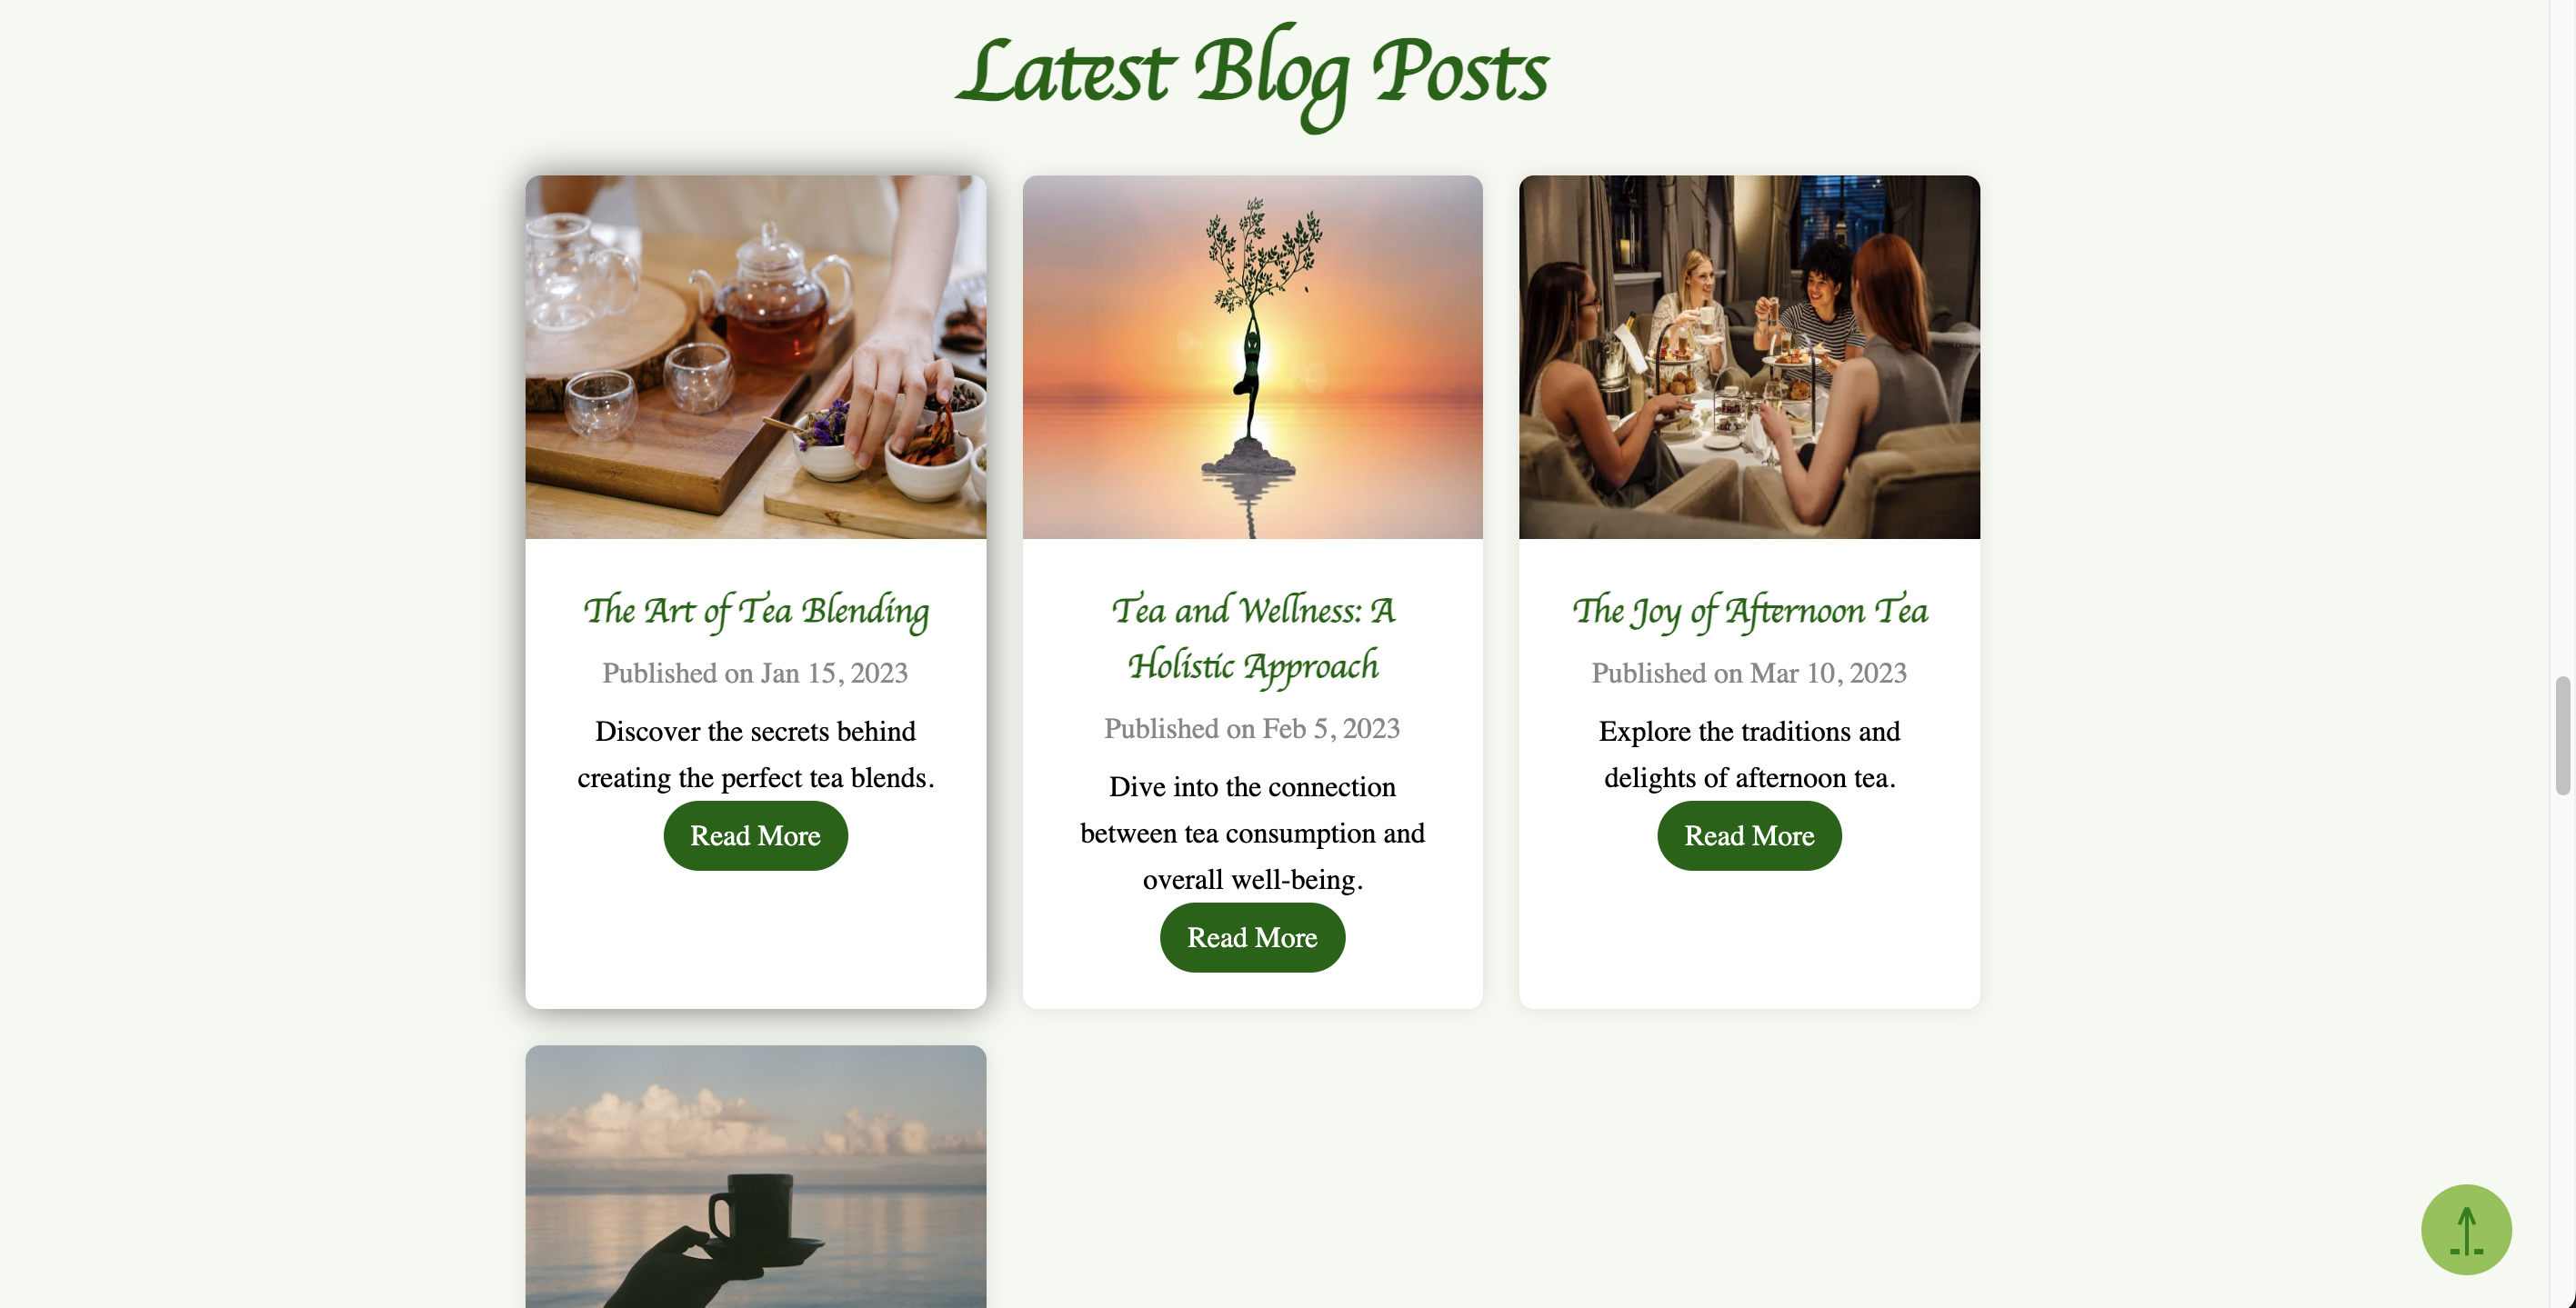 Latest Blog Posts
The Art of Tea Blending
Published on Jan 15, 2023
Discover the secrets behind
creating the perfect tea blends.
Read More
Tea and Wellness: A
Holistic Approach
Published on Feb 5, 2023
Dive into the connection
between tea consumption and
overall well-being.
Read More
The Joy of Afternoon Tea
Published on Mar 10, 2023
Explore the traditions and
delights of afternoon tea.
Read More